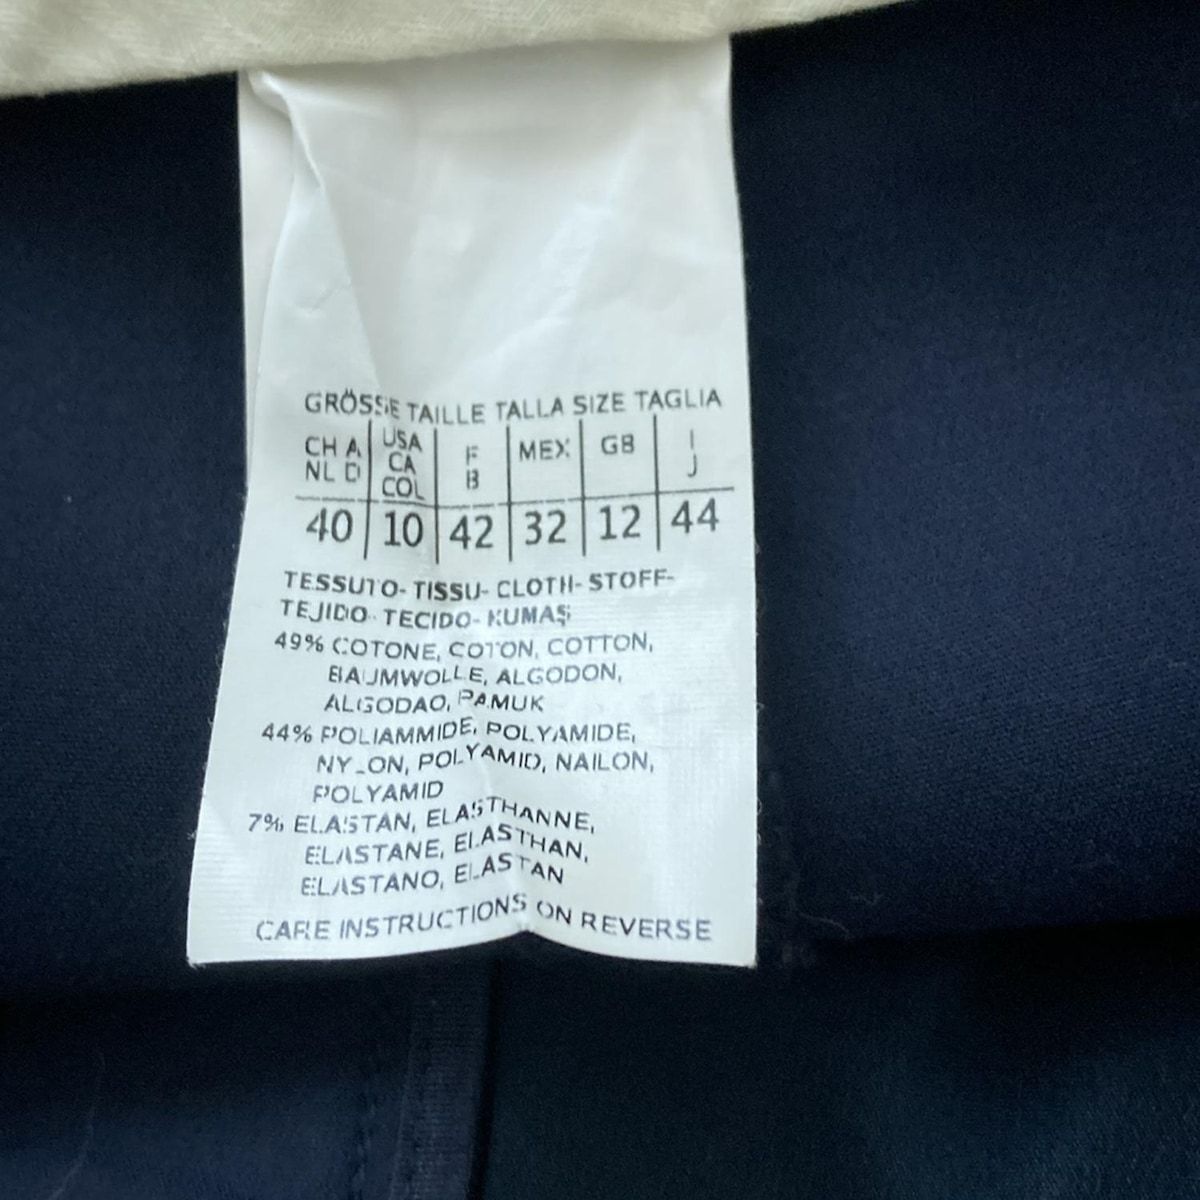 GRÖSSE TAILLE TALLA SIZE TAGLIA
CH A NL D | USA CA COL | F B | MEX | GB | I J
40 | 10 | 42 | 32 | 12 | 44
TESSUTO- TISSU- CLOTH- STOFF-
TEJIDO- TECIDO- KUMAŞ
49% COTONE, COTON, COTTON,
BAUMWOLLE, ALGODON,
ALGODAO, PAMUK
44% POLIAMMIDE, POLYAMIDE,
NYLON, POLYAMID, NAILON,
POLYAMID
7% ELASTAN, ELASTHANNE,
ELASTANE, ELASTHAN,
ELASTANO, ELASTAN
CARE INSTRUCTIONS ON REVERSE